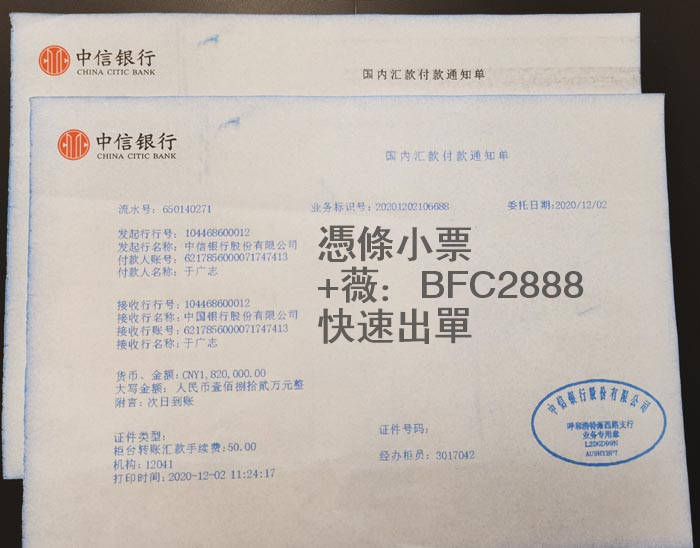 中信银行
CHINA CITIC BANK
国内汇款付款通知单
中信银行
CHINA CITIC BANK
国内汇款付款通知单
流水号：650140271 业务标识号：20201202106688 委托日期:2020/12/02
发起行行号：104468600012
发起行名称：中信银行股份有限公司
付款人账号：6217856000071747413
付款人名称：于广志
憑條小票
+薇： BFC2888
快速出單
接收行行号：104468600012
接收行名称：中国银行股份有限公司
接收行账号：6217856000071747413
接收行名称：于广志
货币、金额：CNY1,820,000.00
大写金额： 人民币壹佰捌拾贰万元整
附言：次日到账
证件类型：
证件号码：
柜台转账汇款手续费:50.00
机构：12041
经办柜员：3017042
打印时间：2020-12-02 11:24:17
中信银行股份有限公司
呼和浩特海西路支行
业务专用章